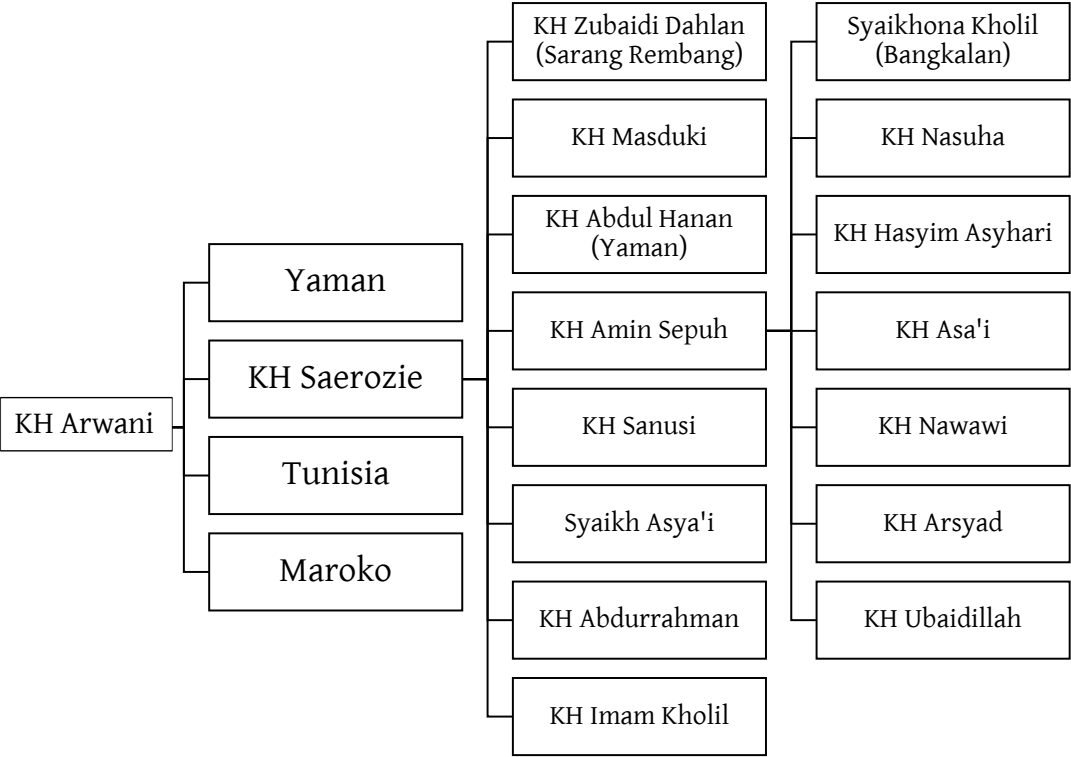 KH Arwani
Yaman
KH Saerozie
Tunisia
Maroko
KH Zubaidi Dahlan
(Sarang Rembang)
KH Masduki
KH Abdul Hanan
(Yaman)
KH Amin Sepuh
KH Sanusi
Syaikh Asya'i
KH Abdurrahman
KH Imam Kholil
Syaikhona Kholil
(Bangkalan)
KH Nasuha
KH Hasyim Asyhari
KH Asa'i
KH Nawawi
KH Arsyad
KH Ubaidillah